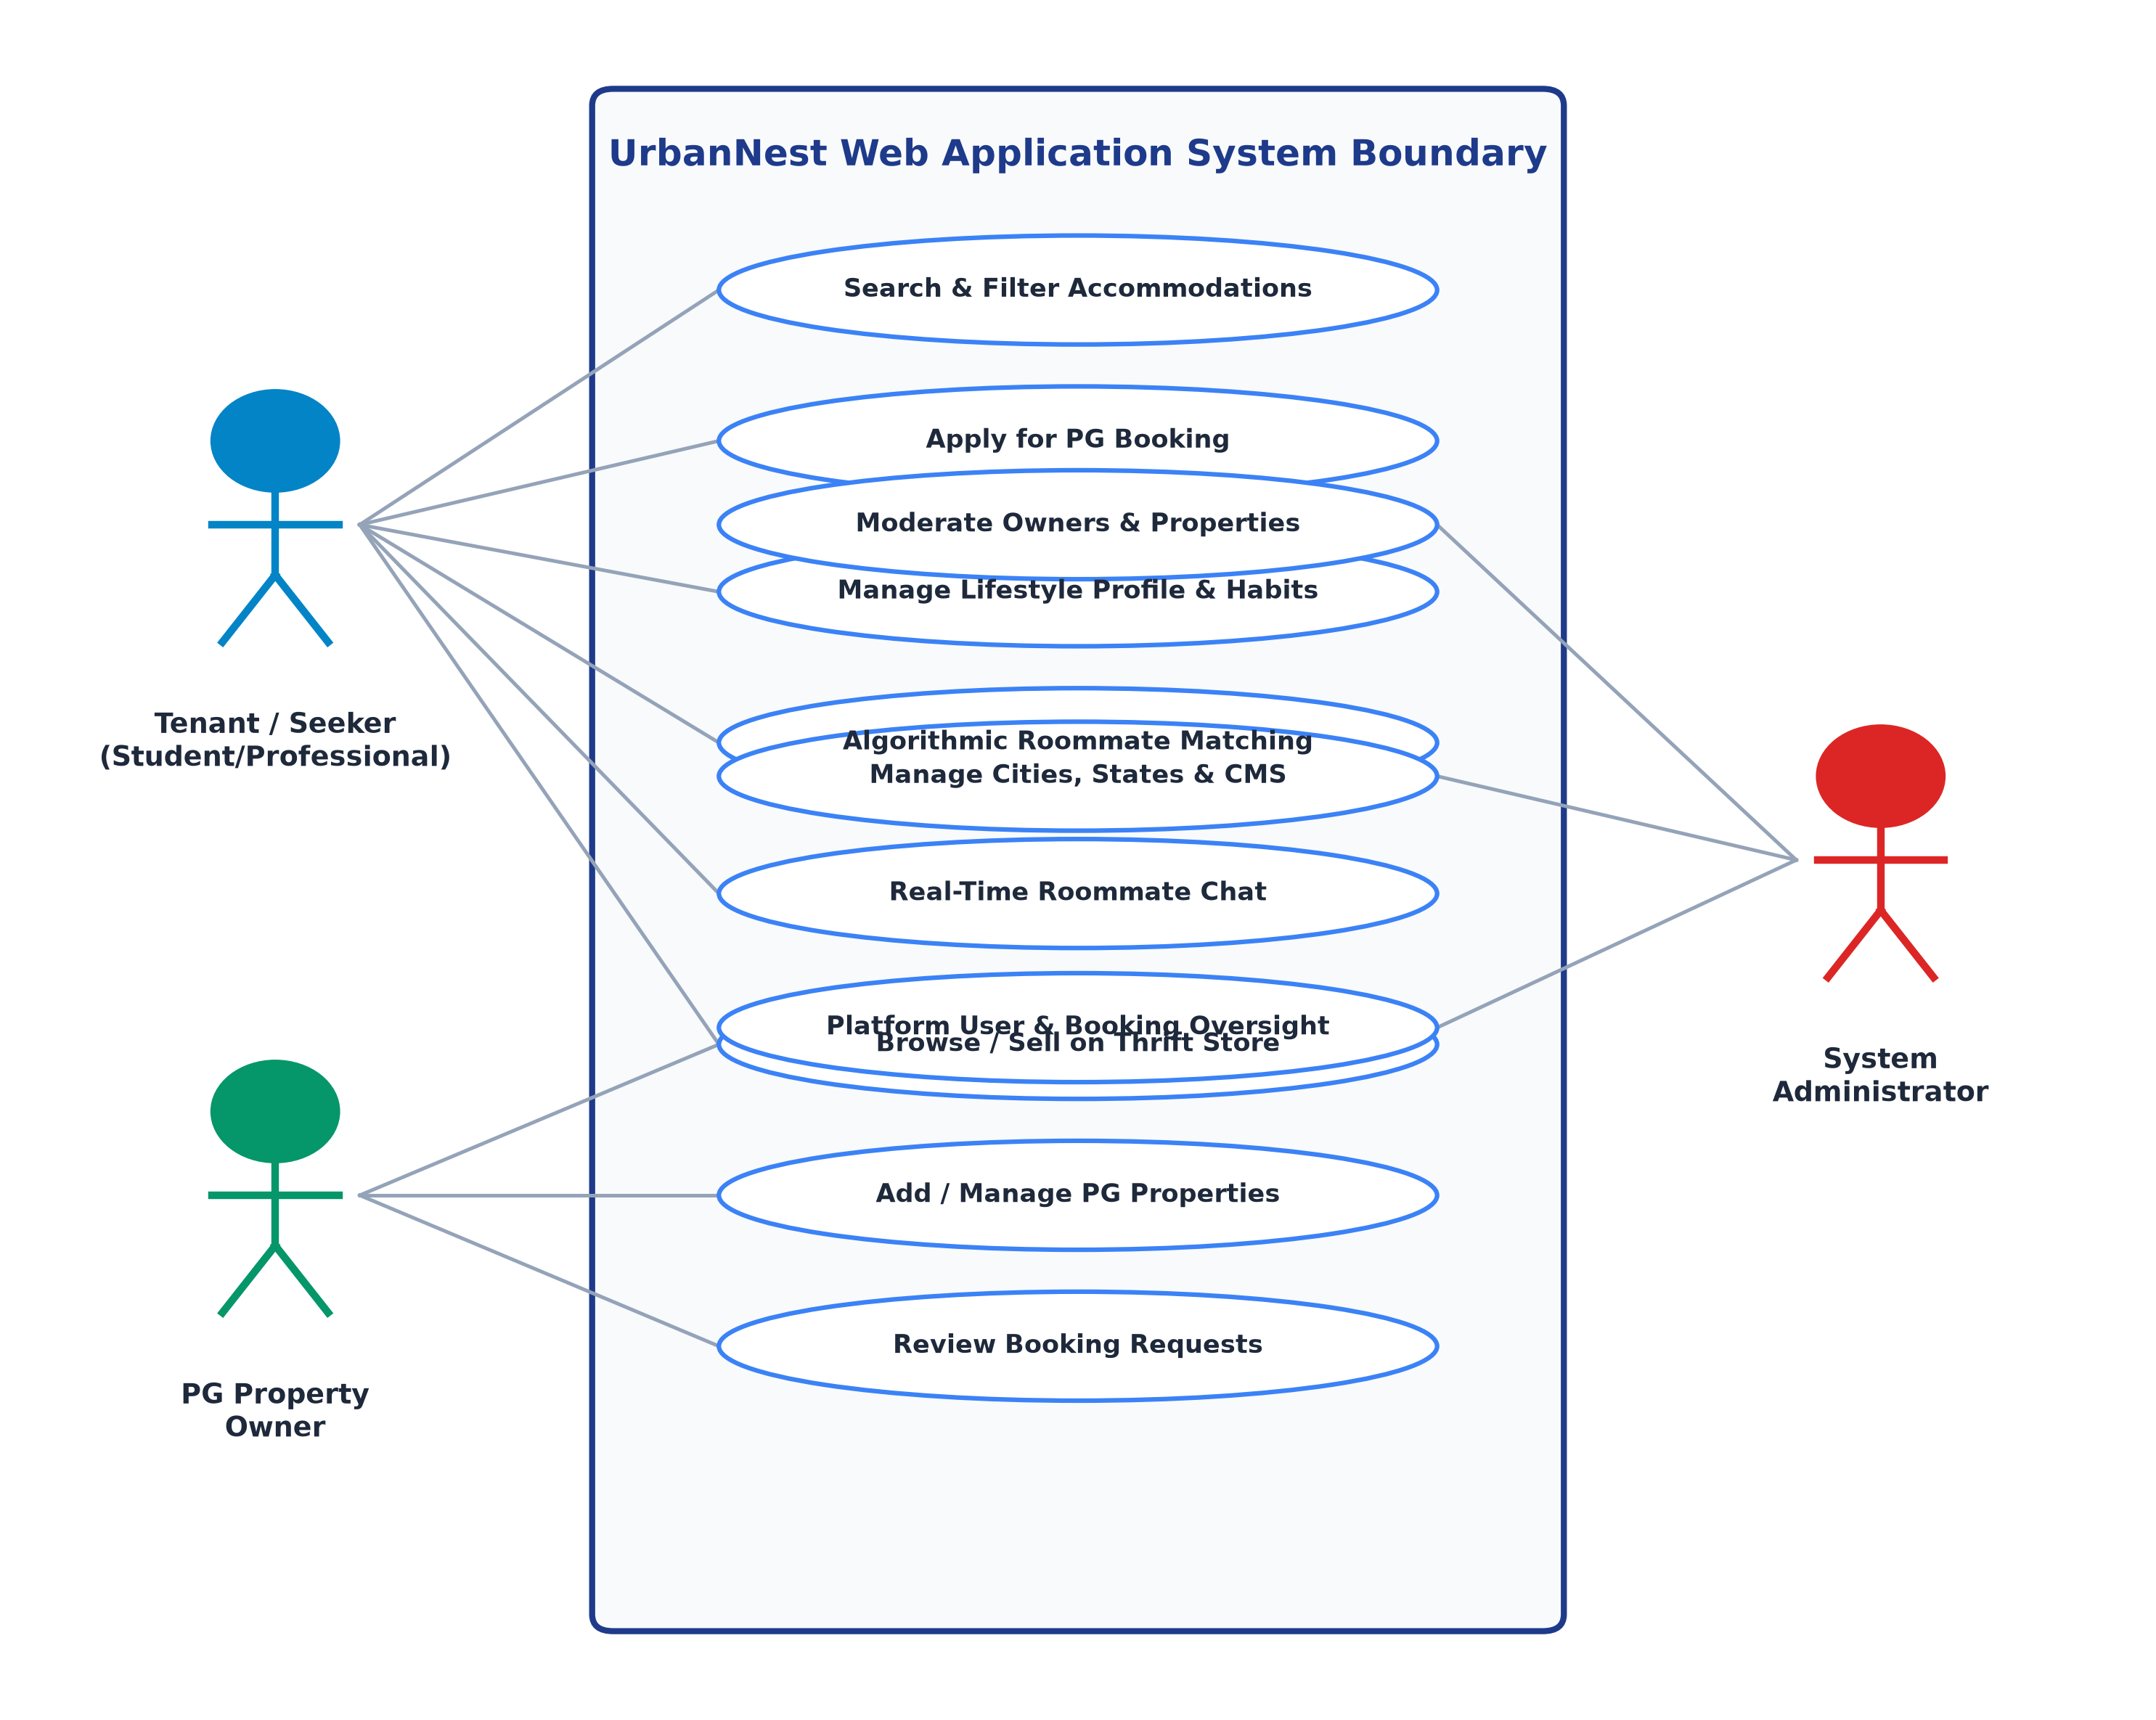 UrbanNest Web Application System Boundary
Search & Filter Accommodations
Apply for PG Booking
Moderate Owners & Properties
Manage Lifestyle Profile & Habits
Tenant / Seeker
(Student/Professional)
Algorithmic Roommate Matching
Manage Cities, States & CMS
Real-Time Roommate Chat
Platform User & Booking Oversight
Browse / Sell on Thrift Store
System
Administrator
Add / Manage PG Properties
Review Booking Requests
PG Property
Owner